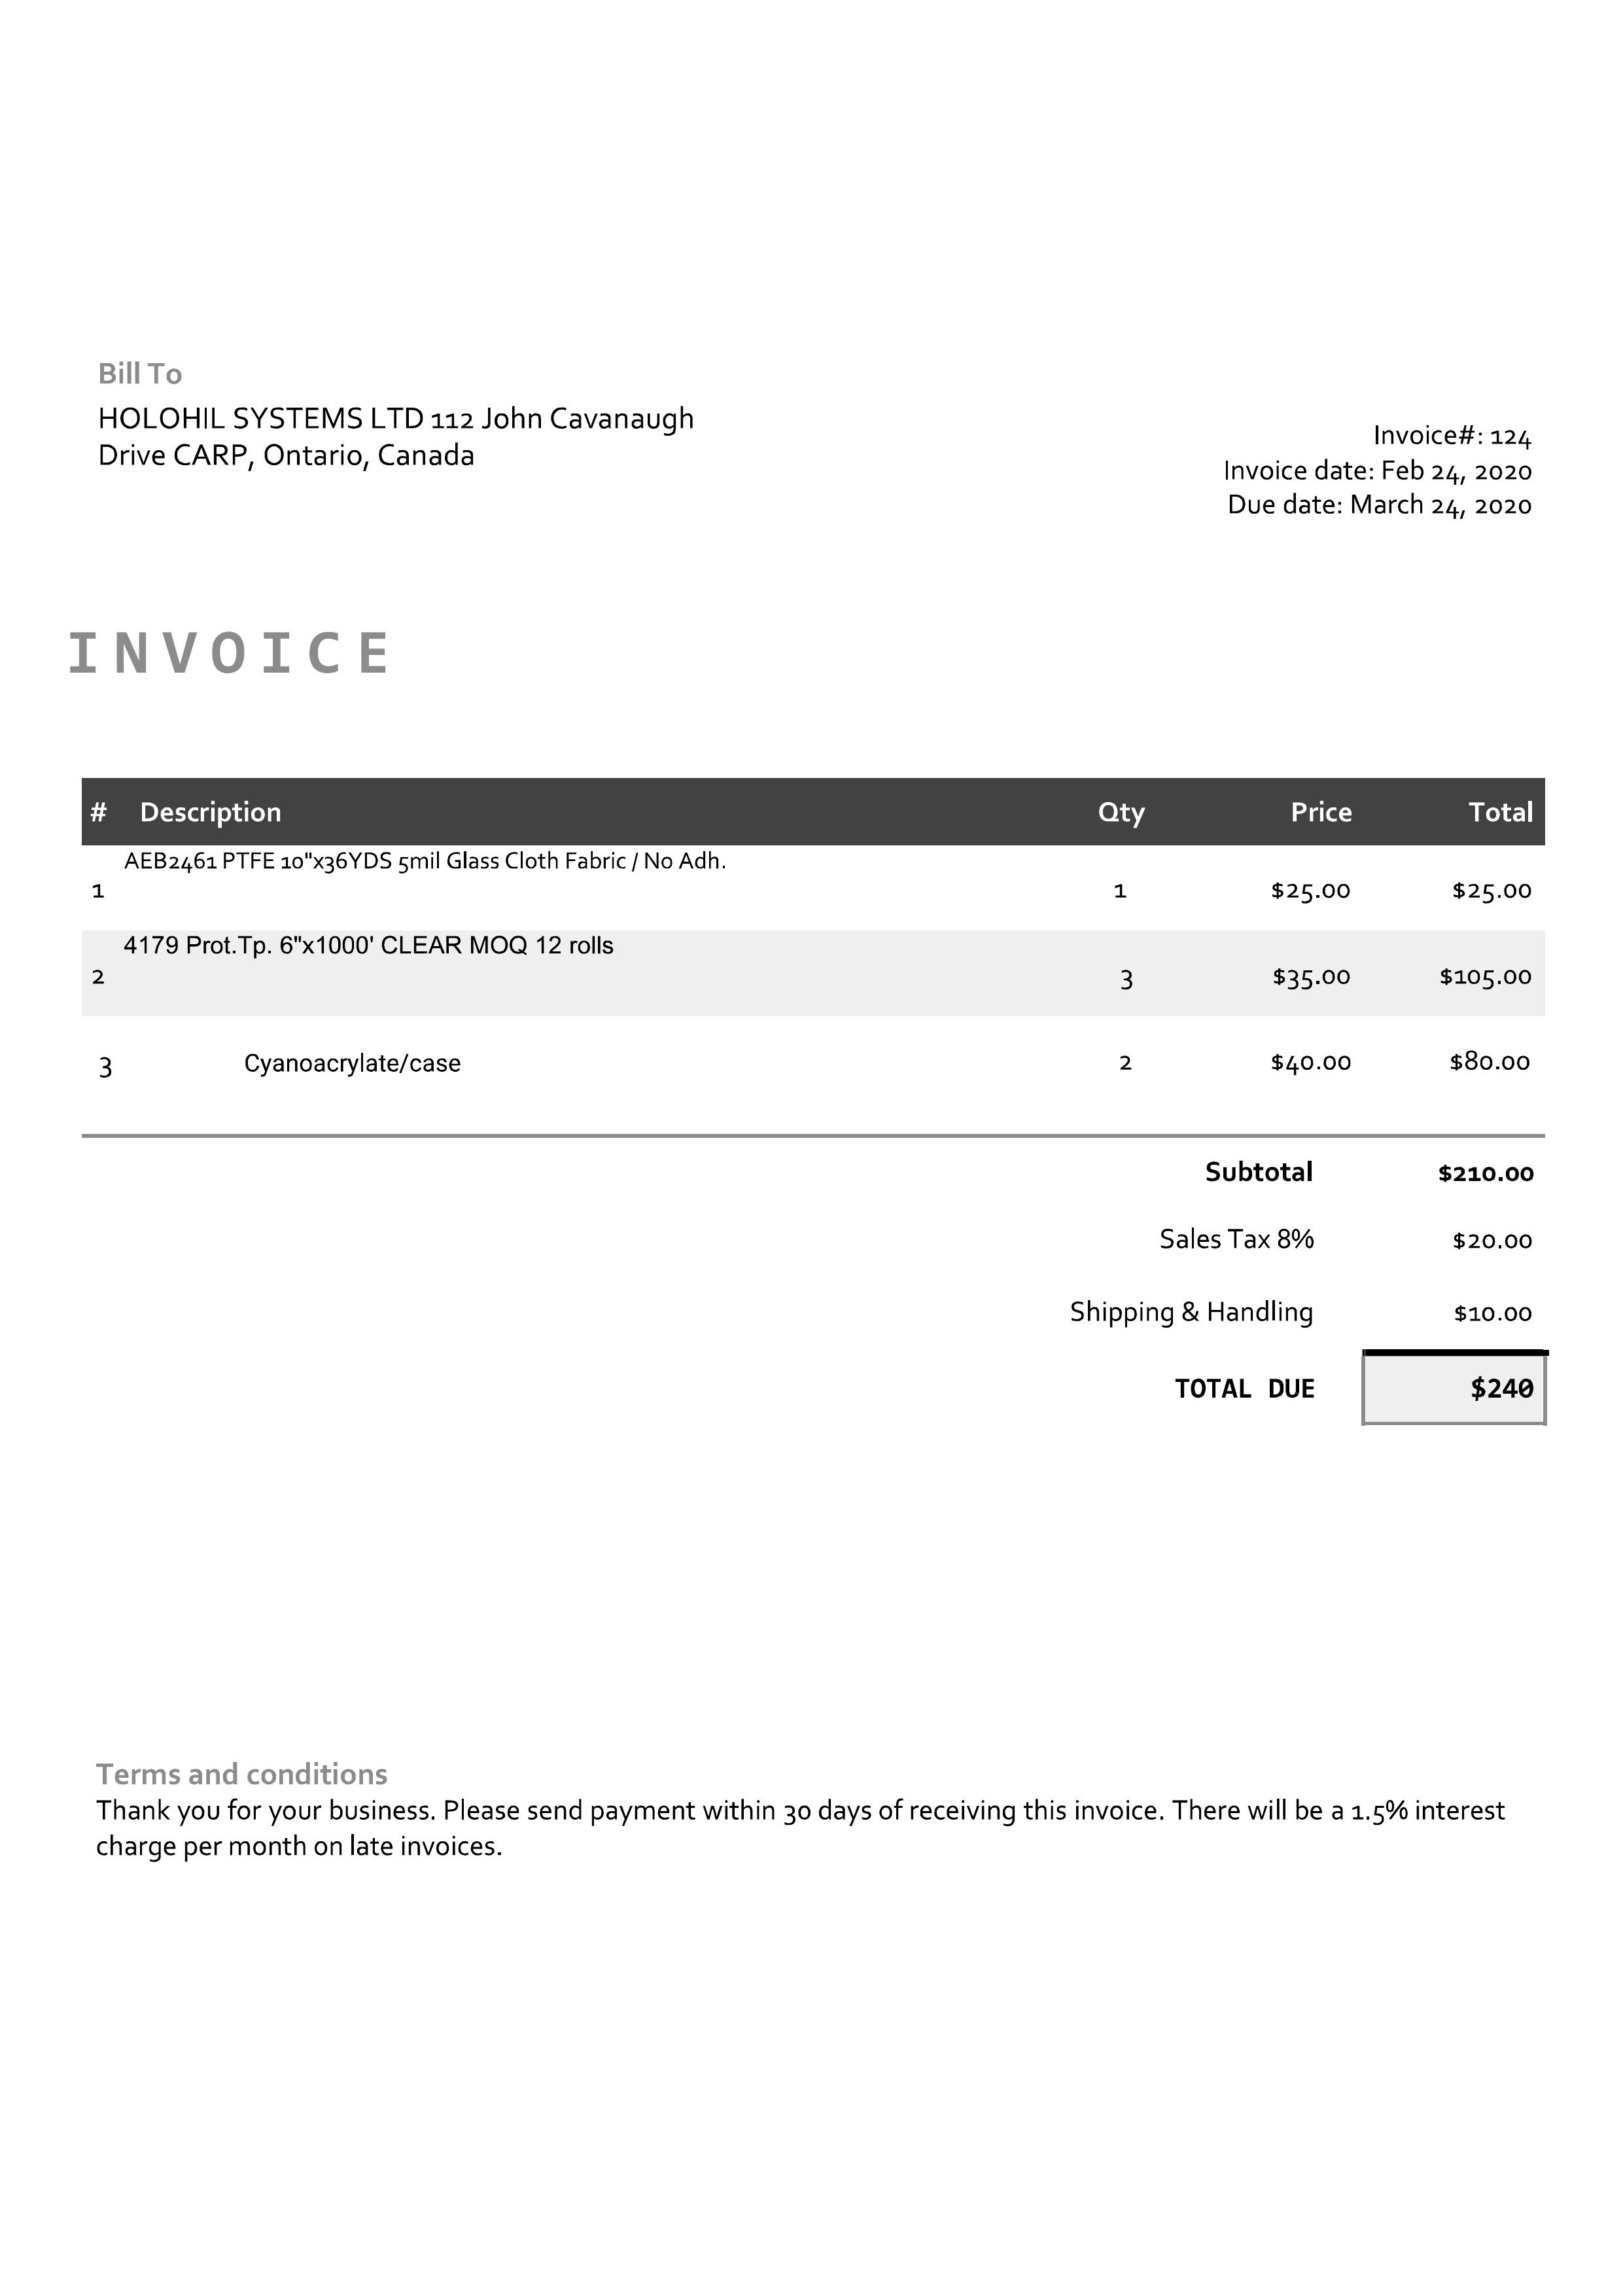 Bill To
HOLOHIL SYSTEMS LTD 112 John Cavanaugh
Drive CARP, Ontario, Canada
Invoice#: 124
Invoice date: Feb 24, 2020
Due date: March 24, 2020
INVOICE
# Description Qty Price Total
AEB2461 PTFE 10"x36YDS 5mil Glass Cloth Fabric / No Adh.
1 1 $25.00 $25.00
4179 Prot.Tp. 6"x1000' CLEAR MOQ 12 rolls
2 3 $35.00 $105.00
3 Cyanoacrylate/case 2 $40.00 $80.00
Subtotal $210.00
Sales Tax 8% $20.00
Shipping & Handling $10.00
TOTAL DUE $240
Terms and conditions
Thank you for your business. Please send payment within 30 days of receiving this invoice. There will be a 1.5% interest
charge per month on late invoices.